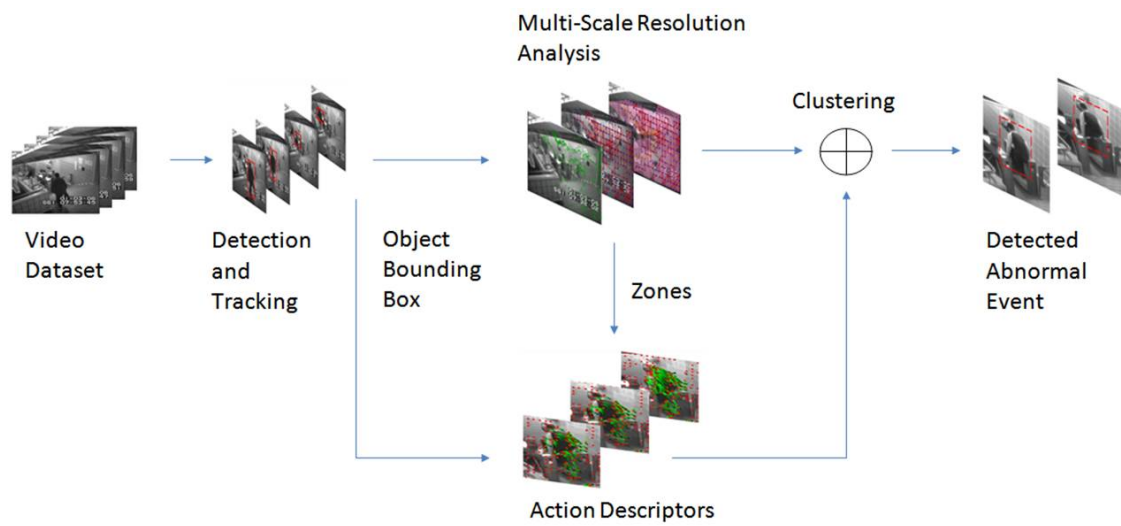 Multi-Scale Resolution
Analysis
Clustering
Video
Dataset
Detection
and
Tracking
Object
Bounding
Box
Zones
Detected
Abnormal
Event
Action Descriptors